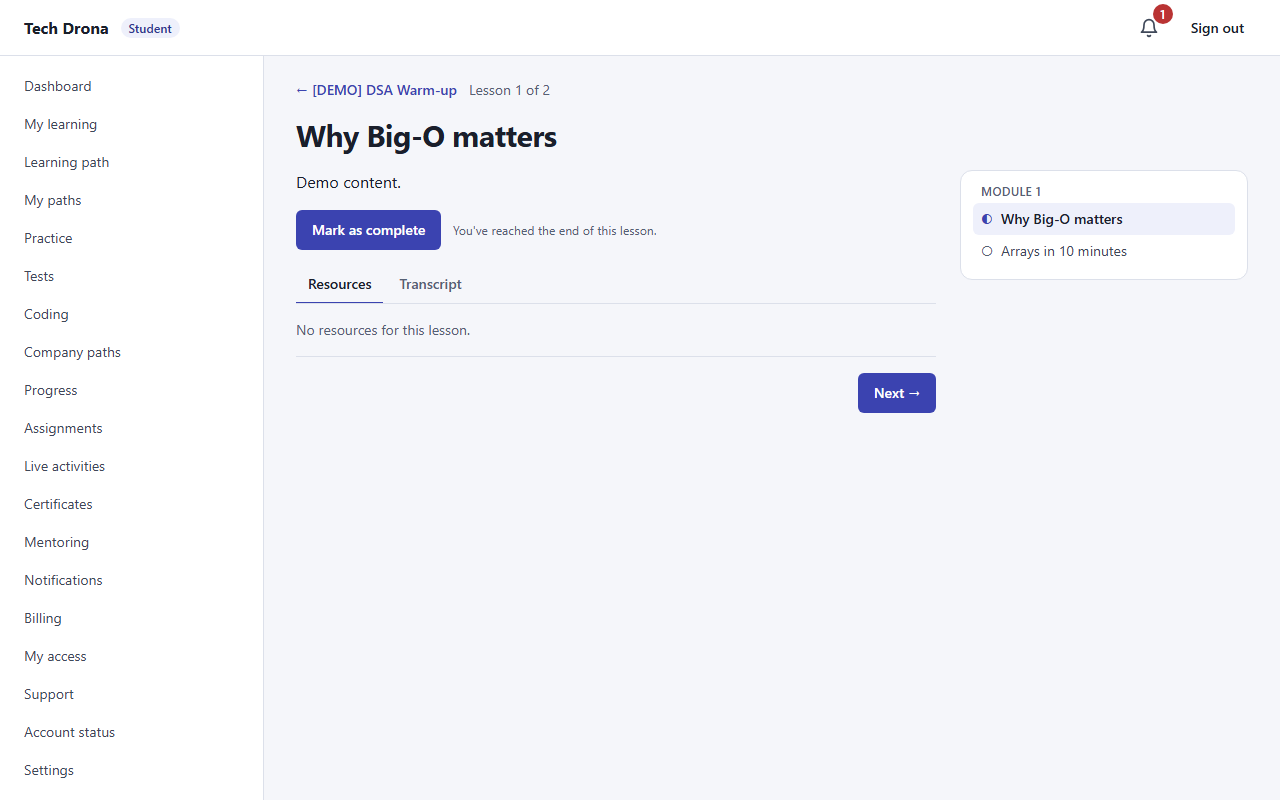 Tech Drona
Student
1
Sign out
Dashboard
My learning
Learning path
My paths
Practice
Tests
Coding
Company paths
Progress
Assignments
Live activities
Certificates
Mentoring
Notifications
Billing
My access
Support
Account status
Settings
← [DEMO] DSA Warm-up Lesson 1 of 2
Why Big-O matters
Demo content.
Mark as complete
You've reached the end of this lesson.
Resources
Transcript
No resources for this lesson.
Next →
MODULE 1
Why Big-O matters
Arrays in 10 minutes